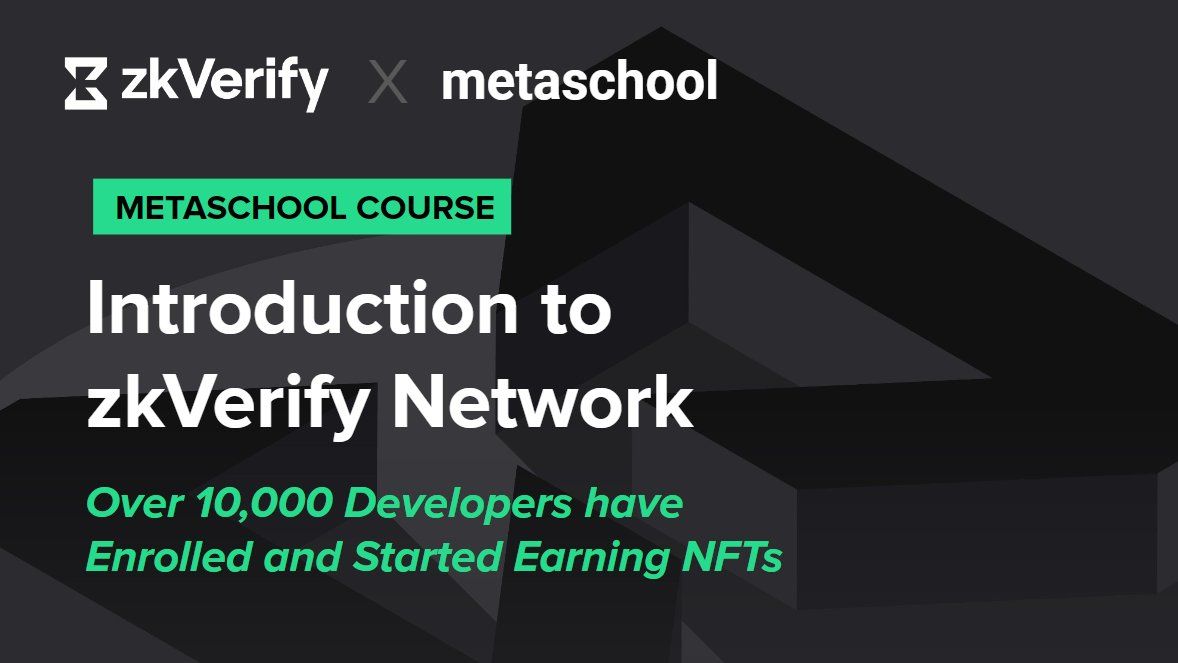 zkVerify X metaschool
METASCHOOL COURSE
Introduction to
zkVerify Network
Over 10,000 Developers have
Enrolled and Started Earning NFTs